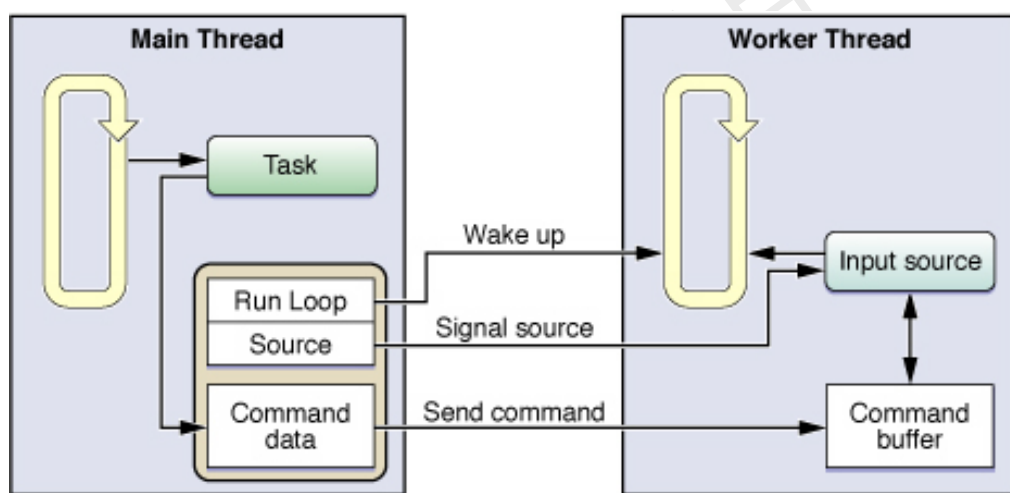 Main Thread
Worker Thread
Task
Wake up
Input source
Run Loop
Signal source
Source
Command
data
Send command
Command
buffer